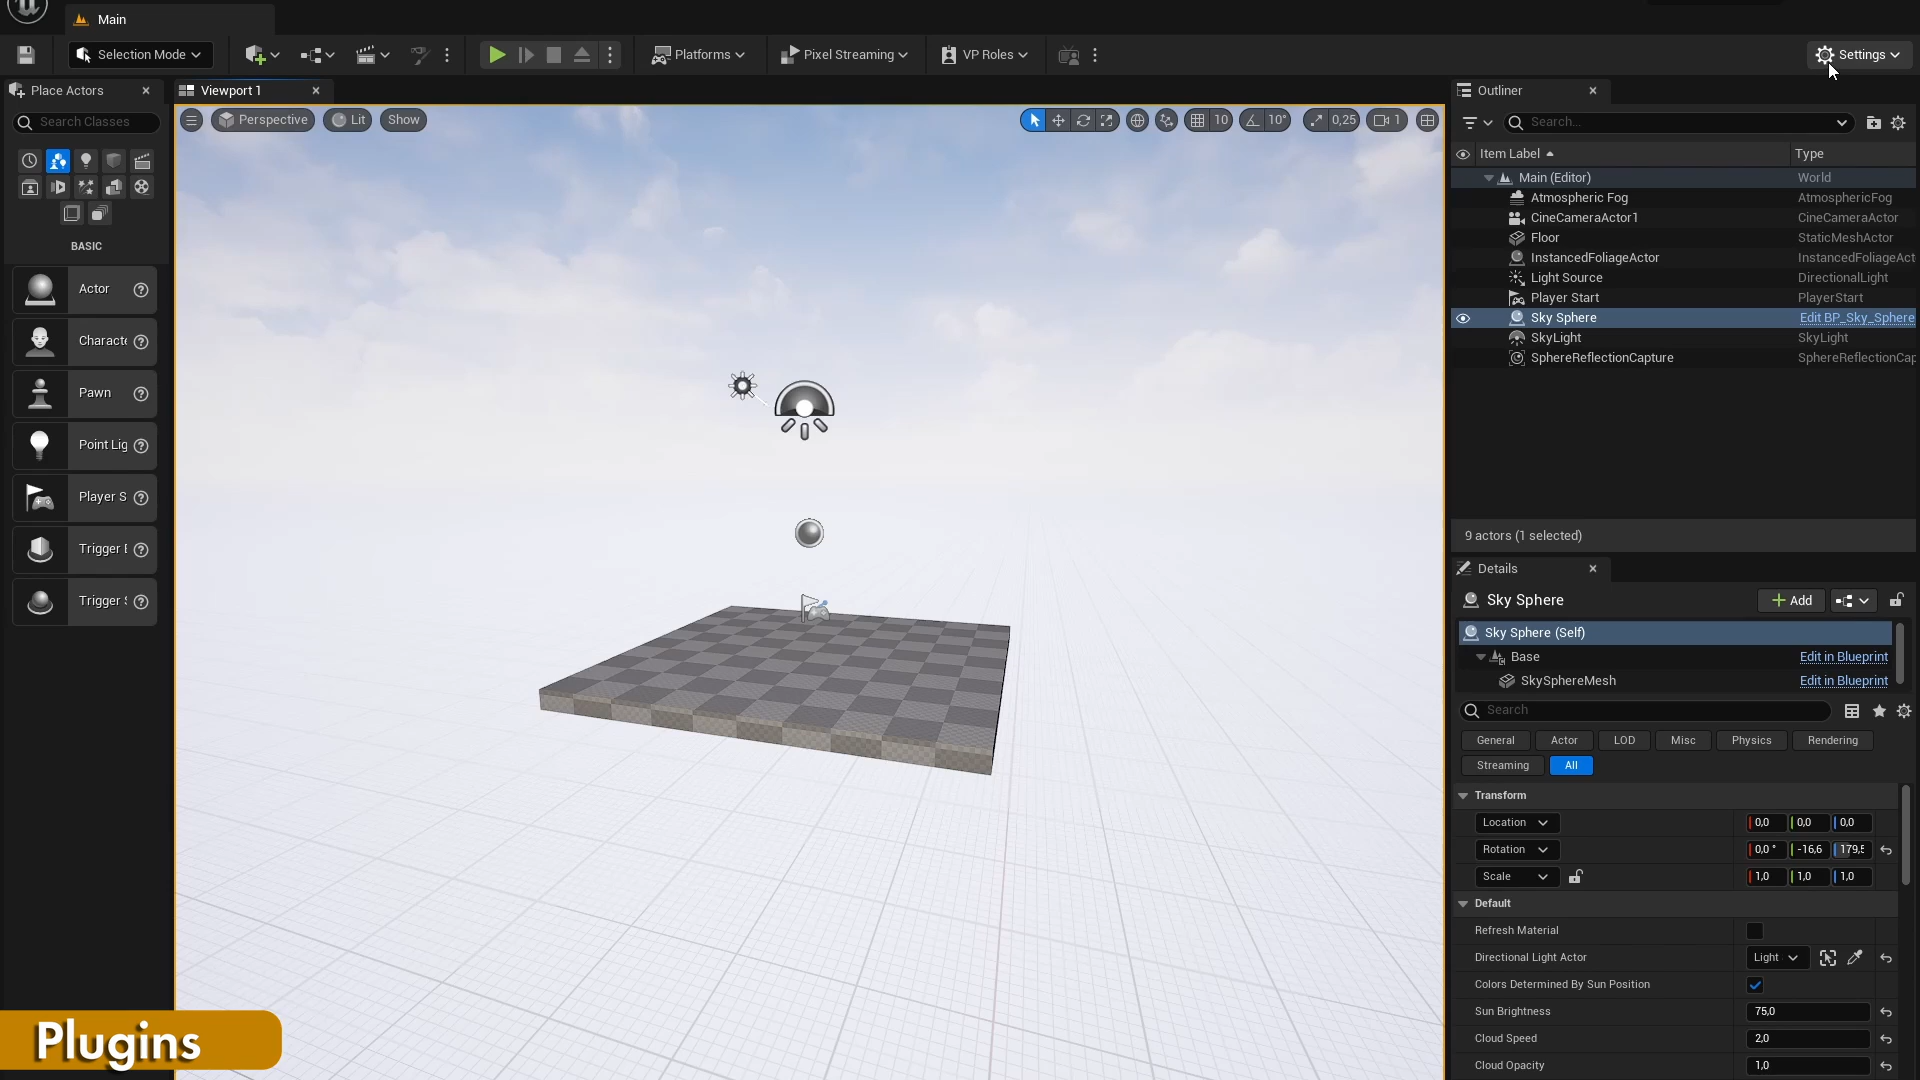 Main
Selection Mode
Platforms
Pixel Streaming
VP Roles
Settings
Place Actors
Viewport 1
Outliner
Search Classes
Perspective
Lit
Show
10
10°
0,25
1
Search...
Item Label
Type
Main (Editor)
World
Atmospheric Fog
AtmosphericFog
CineCameraActor1
CineCameraActor
Floor
StaticMeshActor
InstancedFoliageActor
InstancedFoliageAct
Light Source
DirectionalLight
Player Start
PlayerStart
Sky Sphere
Edit BP_Sky_Sphere
SkyLight
SkyLight
SphereReflectionCapture
SphereReflectionCap
BASIC
Actor
Characte
Pawn
Point Lig
Player S
Trigger B
Trigger S
9 actors (1 selected)
Details
Sky Sphere
Add
Sky Sphere (Self)
Base
Edit in Blueprint
SkySphereMesh
Edit in Blueprint
Search
General
Actor
LOD
Misc
Physics
Rendering
Streaming
All
Transform
Location
0,0
0,0
0,0
Rotation
0,0 °
-16,6
179,5
Scale
1,0
1,0
1,0
Default
Refresh Material
Directional Light Actor
Light
Colors Determined By Sun Position
Sun Brightness
75,0
Cloud Speed
2,0
Cloud Opacity
1,0
Plugins